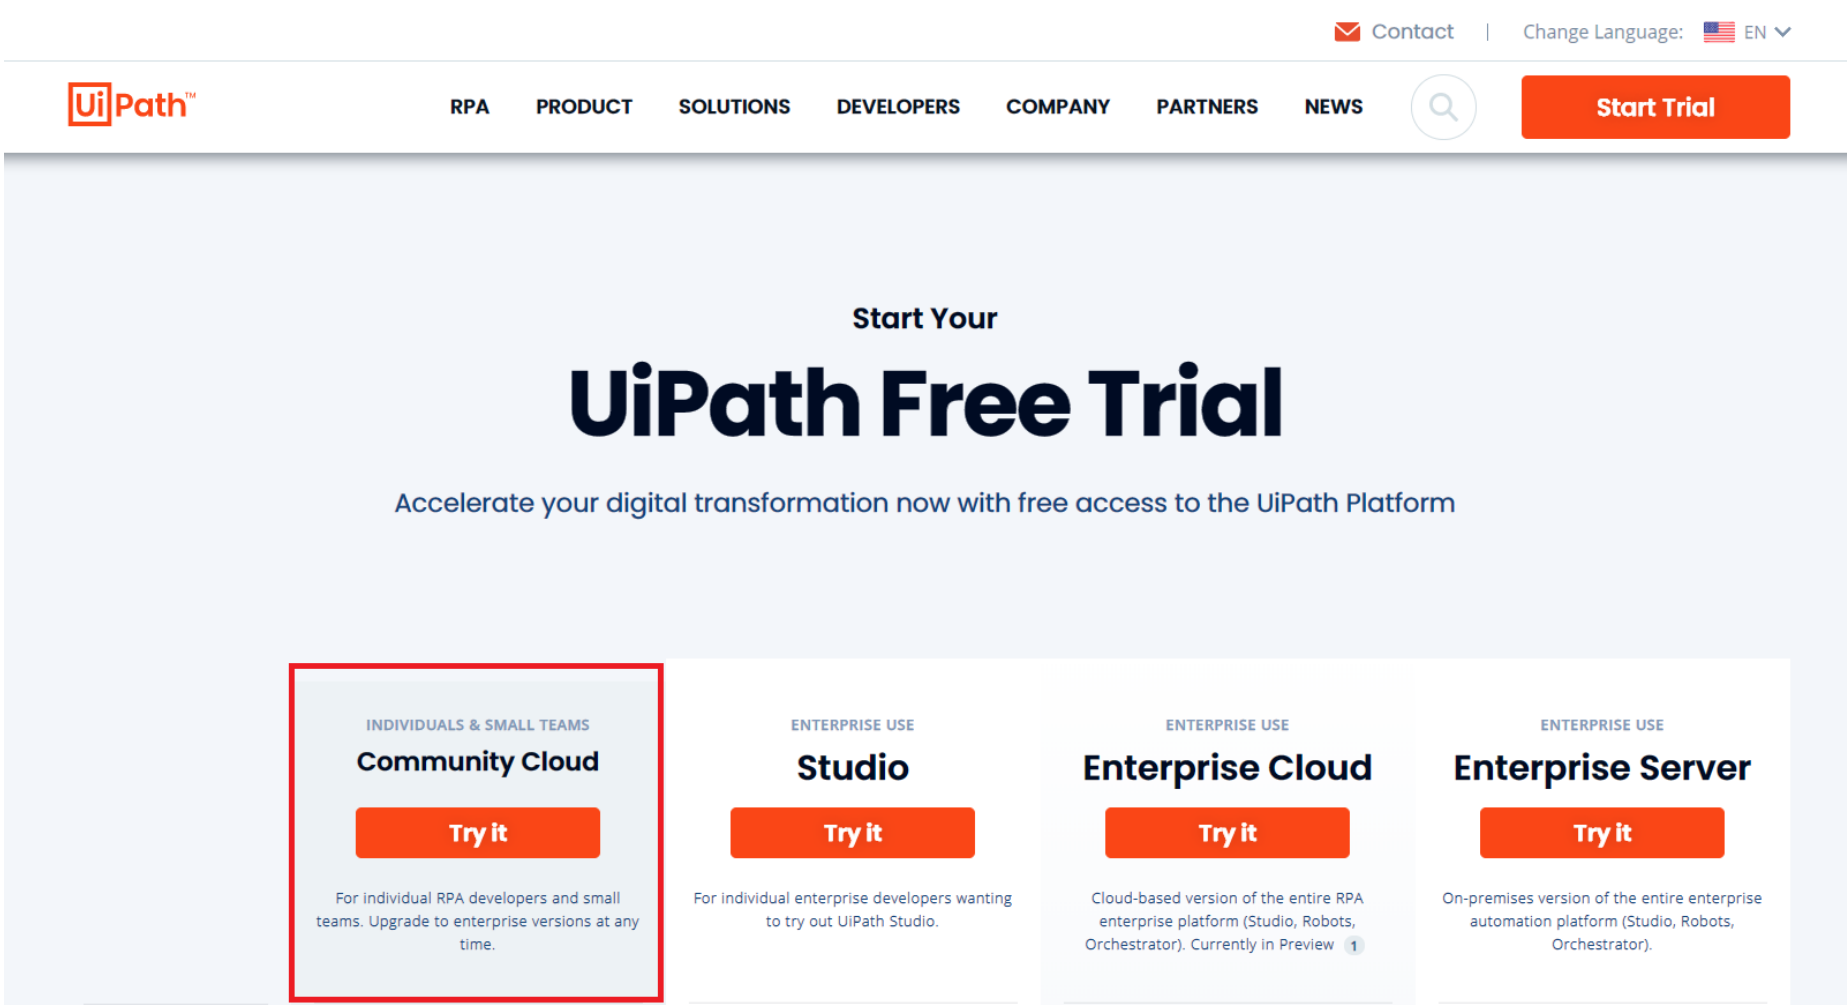 Contact | Change Language: EN
UiPath™ RPA PRODUCT SOLUTIONS DEVELOPERS COMPANY PARTNERS NEWS Start Trial
Start Your
UiPath Free Trial
Accelerate your digital transformation now with free access to the UiPath Platform
INDIVIDUALS & SMALL TEAMS
Community Cloud
Try it
For individual RPA developers and small
teams. Upgrade to enterprise versions at any
time.
ENTERPRISE USE
Studio
Try it
For individual enterprise developers wanting
to try out UiPath Studio.
ENTERPRISE USE
Enterprise Cloud
Try it
Cloud-based version of the entire RPA
enterprise platform (Studio, Robots,
Orchestrator). Currently in Preview 1
ENTERPRISE USE
Enterprise Server
Try it
On-premises version of the entire enterprise
automation platform (Studio, Robots,
Orchestrator).